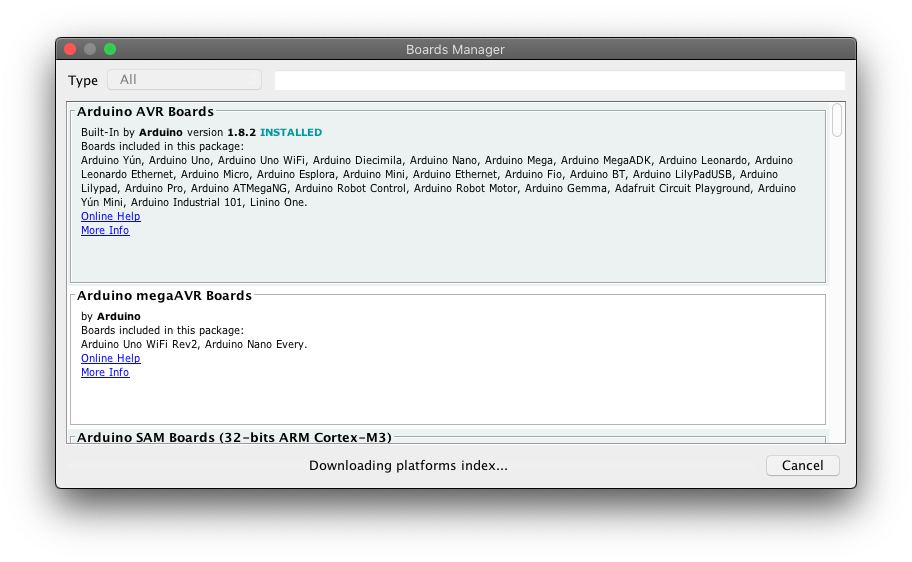 Boards Manager
Type All
Arduino AVR Boards
Built-In by Arduino version 1.8.2 INSTALLED
Boards included in this package:
Arduino Yún, Arduino Uno, Arduino Uno WiFi, Arduino Diecimila, Arduino Nano, Arduino Mega, Arduino MegaADK, Arduino Leonardo, Arduino
Leonardo Ethernet, Arduino Micro, Arduino Esplora, Arduino Mini, Arduino Ethernet, Arduino Fio, Arduino BT, Arduino LilyPadUSB, Arduino
Lilypad, Arduino Pro, Arduino ATMegaNG, Arduino Robot Control, Arduino Robot Motor, Arduino Gemma, Adafruit Circuit Playground, Arduino
Yún Mini, Arduino Industrial 101, Linino One.
Online Help
More Info
Arduino megaAVR Boards
by Arduino
Boards included in this package:
Arduino Uno WiFi Rev2, Arduino Nano Every.
Online Help
More Info
Arduino SAM Boards (32-bits ARM Cortex-M3)
Downloading platforms index...
Cancel